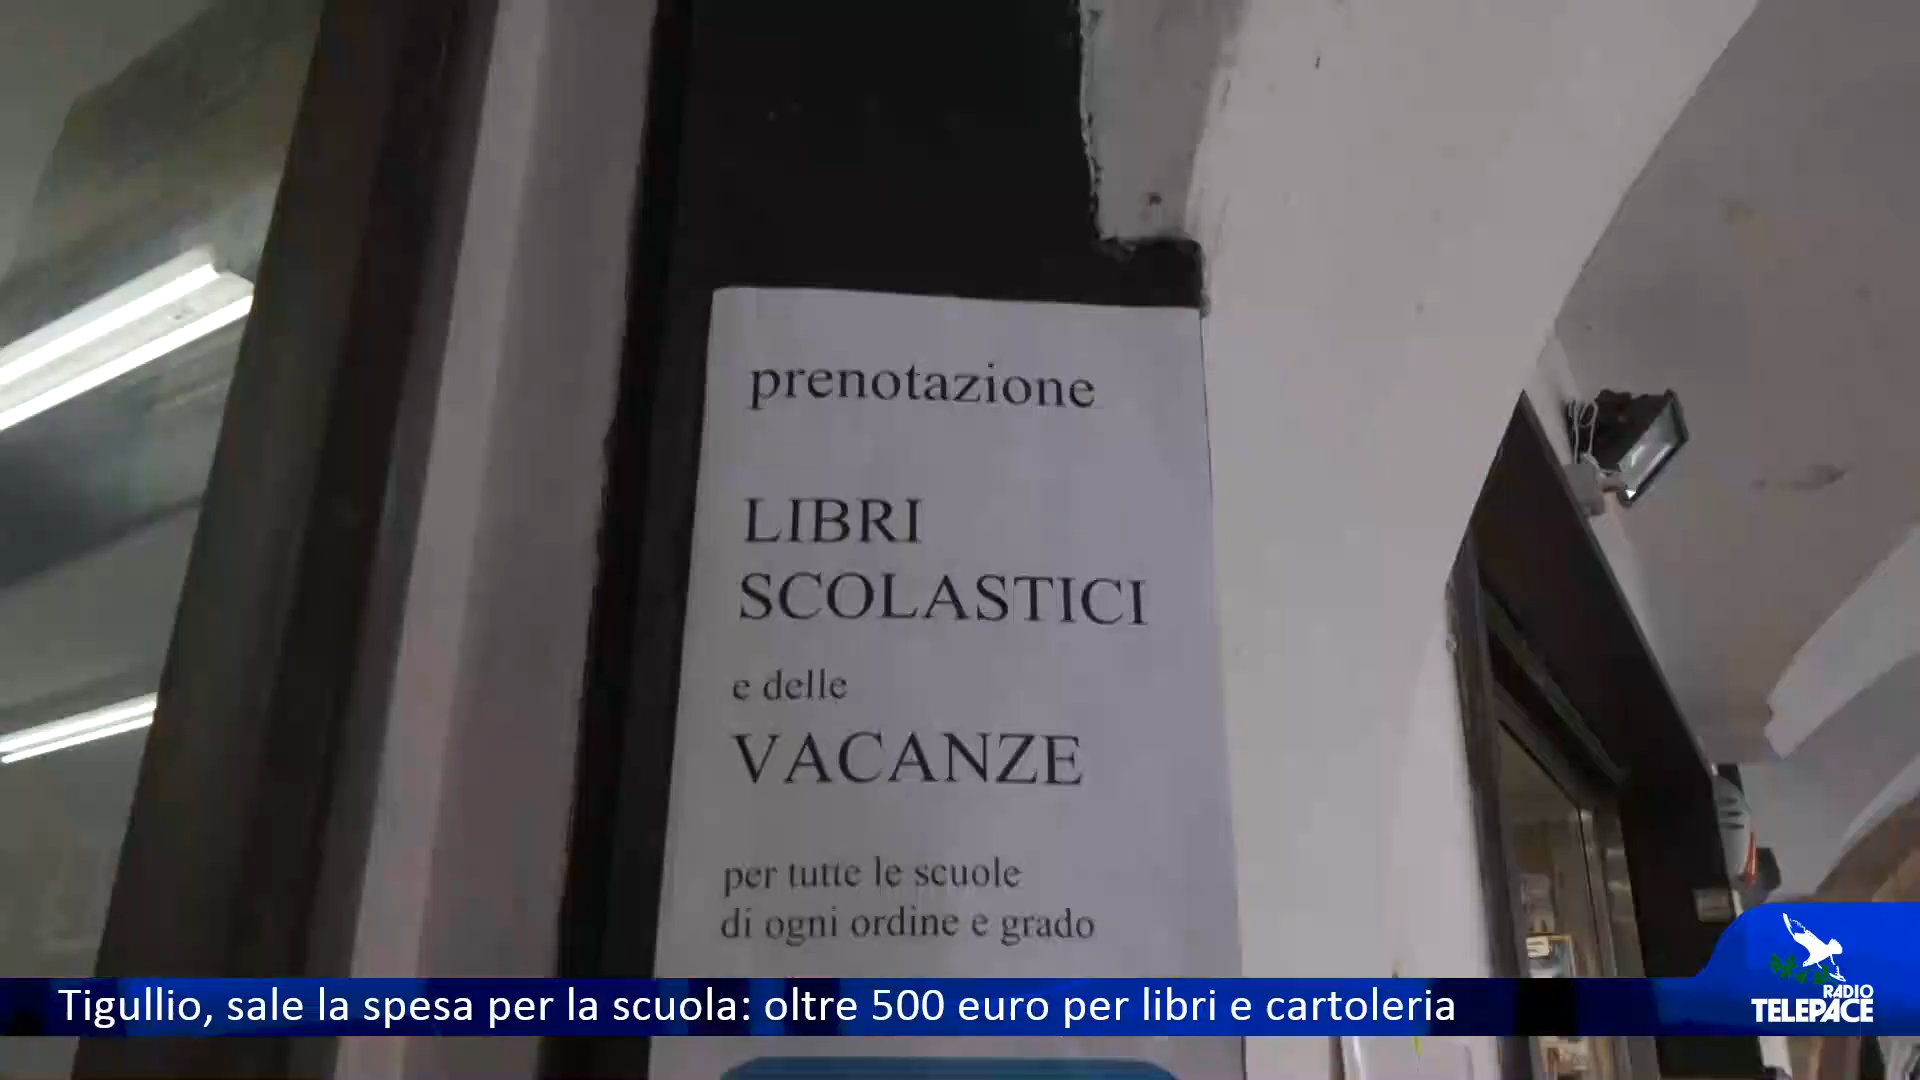 prenotazione
LIBRI
SCOLASTICI
e delle
VACANZE
per tutte le scuole
di ogni ordine e grado
Tigullio, sale la spesa per la scuola: oltre 500 euro per libri e cartoleria
RADIO
TELEPACE